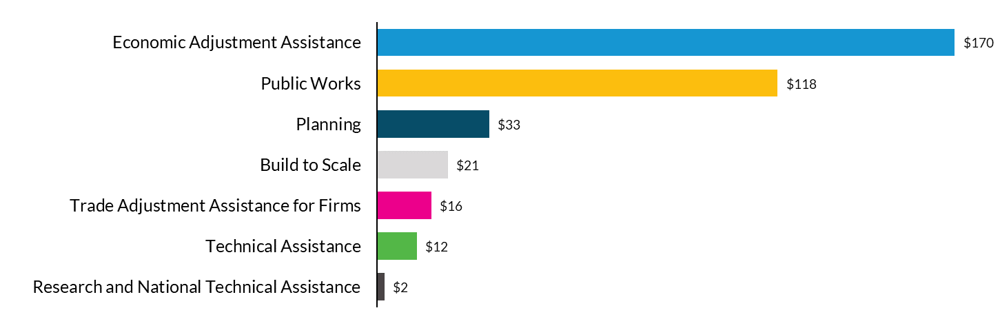 Economic Adjustment Assistance $170
Public Works $118
Planning $33
Build to Scale $21
Trade Adjustment Assistance for Firms $16
Technical Assistance $12
Research and National Technical Assistance $2